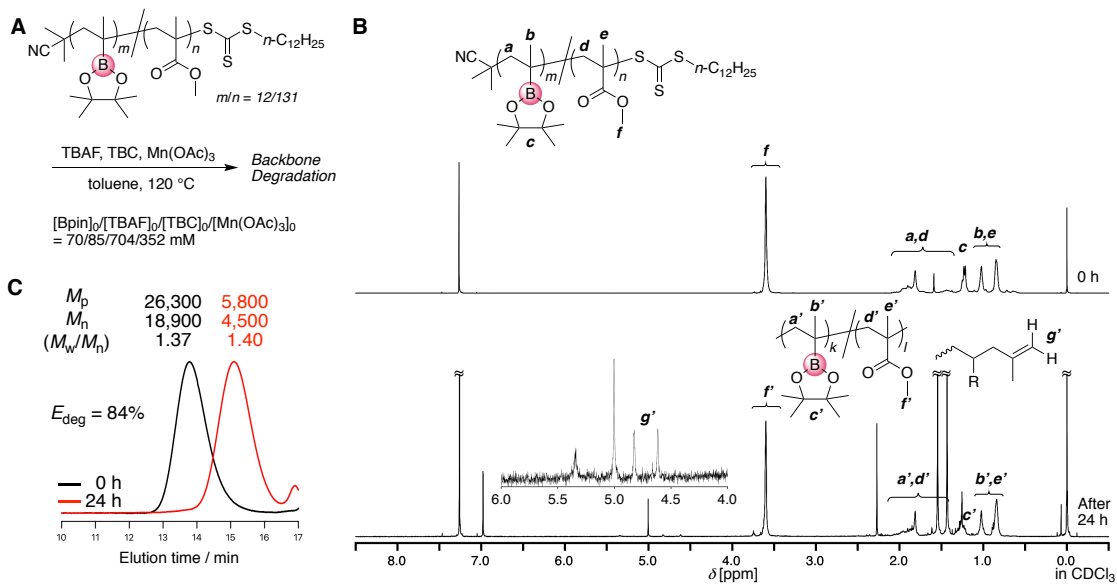 A
NC
m
n
S
S
n-C12H25
S
B
O
O
O
O
m/n = 12/131
TBAF, TBC, Mn(OAc)3
toluene, 120 °C
Backbone
Degradation
[Bpin]0/[TBAF]0/[TBC]0/[Mn(OAc)3]0
= 70/85/704/352 mM
B
a
b
d
e
NC
m
n
S
S
n-C12H25
S
B
O
O
O
O
f
c
f
a,d
c
b,e
0 h
C
Mp 26,300 5,800
Mn 18,900 4,500
(Mw/Mn) 1.37 1.40
Edeg = 84%
0 h
24 h
10 11 12 13 14 15 16 17
Elution time / min
a'
b'
d'
e'
k
l
B
O
O
O
O
f'
c'
H
H
g'
R
≈ ≈ ≈ ≈
f'
g'
6.0 5.5 5.0 4.5 4.0
a',d'
c'
b',e'
After
24 h
8.0 7.0 6.0 5.0 4.0 3.0 2.0 1.0 0.0
δ [ppm]
in CDCl3